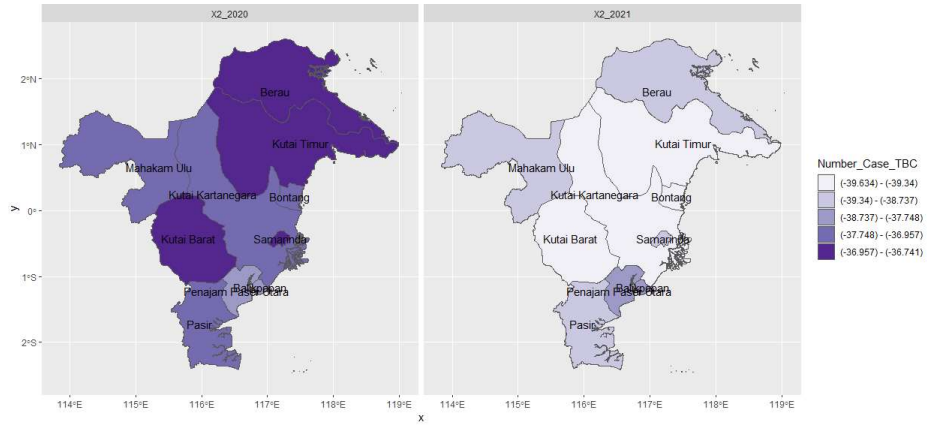 X2_2020
X2_2021
2°N
1°N
0°
1°S
2°S
y
Berau
Kutai Timur
Mahakam Ulu
Kutai Kartanegara
Bontang
Kutai Barat
Samarinda
Balikpapan
Penajam Paser Utara
Pasir
Berau
Kutai Timur
Mahakam Ulu
Kutai Kartanegara
Bontang
Kutai Barat
Samarinda
Balikpapan
Penajam Paser Utara
Pasir
114°E
115°E
116°E
117°E
118°E
119°E
114°E
115°E
116°E
117°E
118°E
119°E
x
Number_Case_TBC
(-39.634) - (-39.34)
(-39.34) - (-38.737)
(-38.737) - (-37.748)
(-37.748) - (-36.957)
(-36.957) - (-36.741)